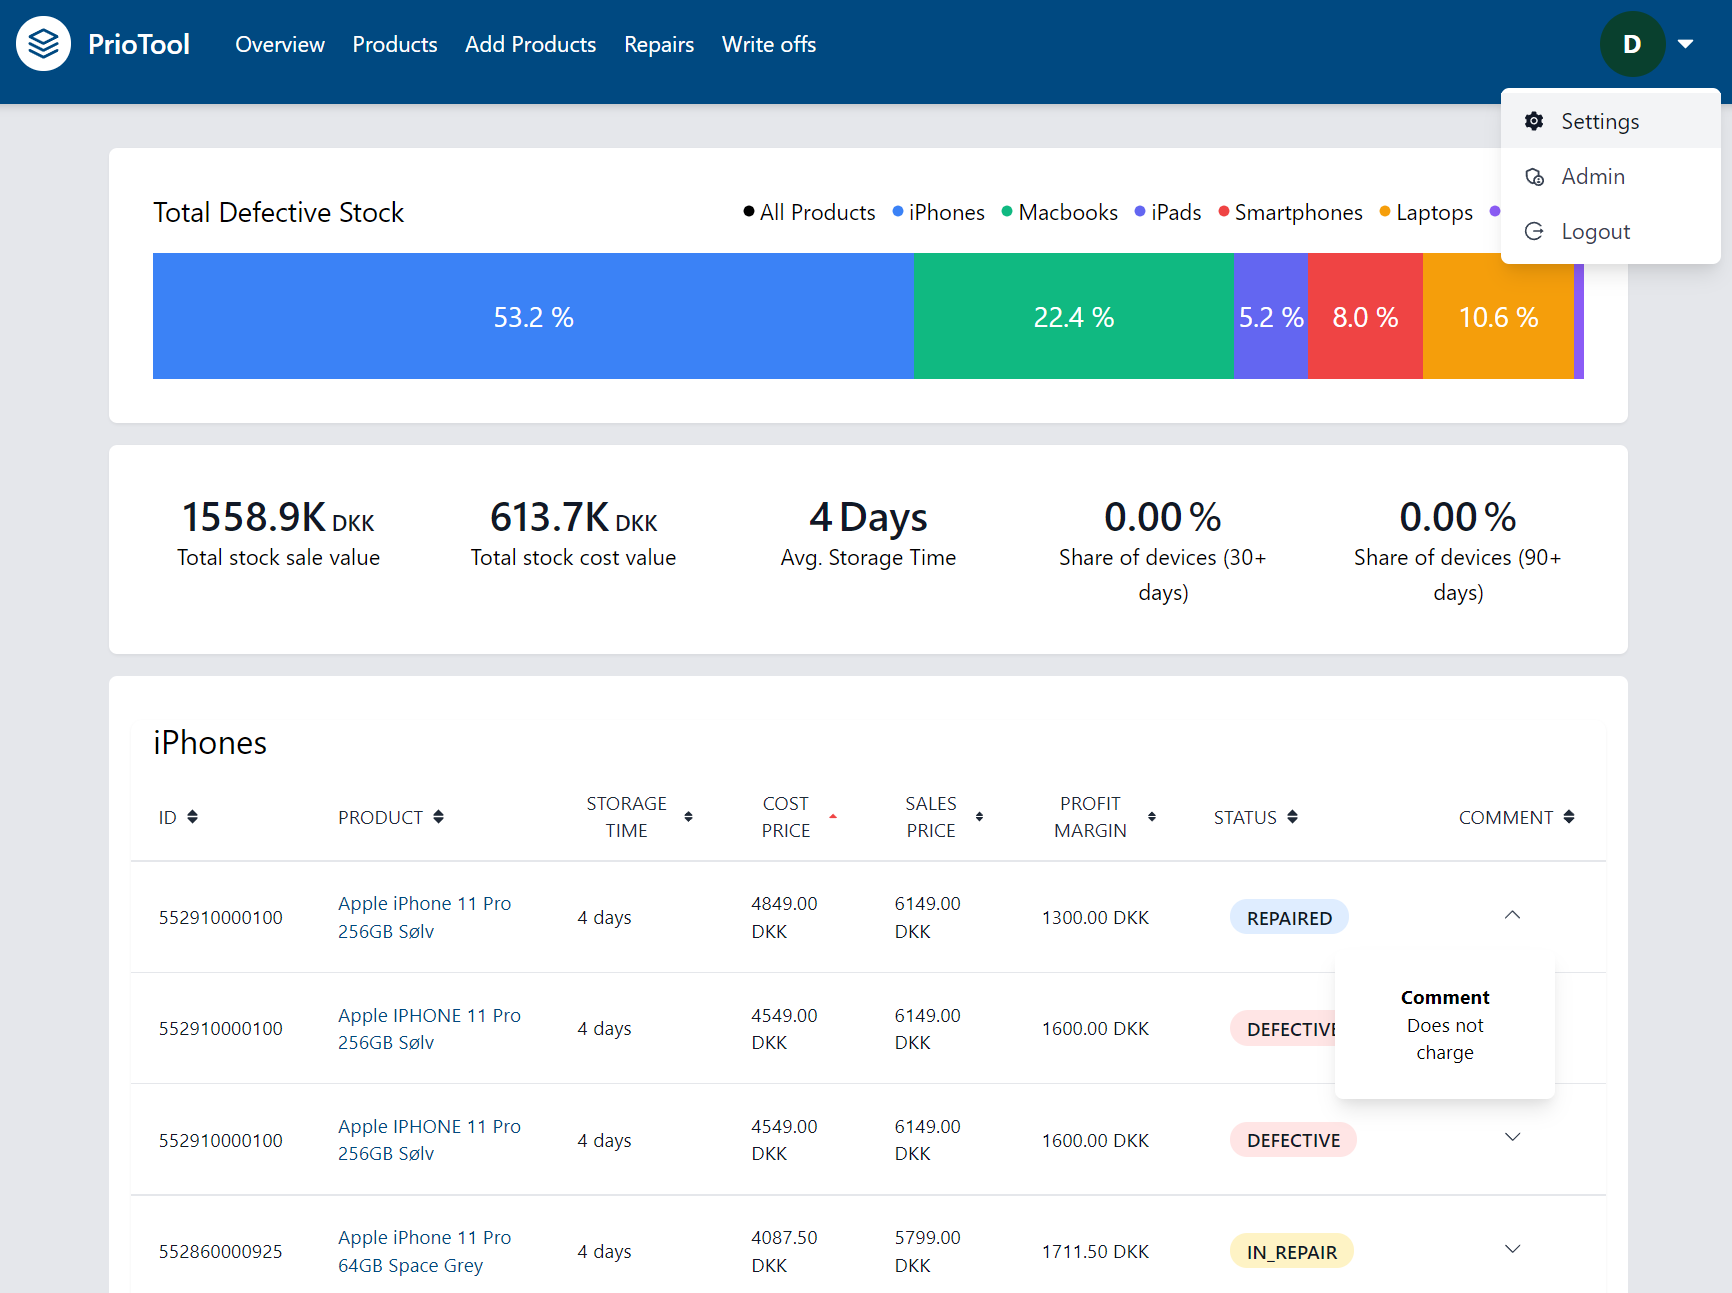 PrioTool Overview Products Add Products Repairs Write offs D
Settings
Admin
Logout
Total Defective Stock
All Products iPhones Macbooks iPads Smartphones Laptops
53.2 % 22.4 % 5.2 % 8.0 % 10.6 %
1558.9K DKK
Total stock sale value
613.7K DKK
Total stock cost value
4 Days
Avg. Storage Time
0.00 %
Share of devices (30+
days)
0.00 %
Share of devices (90+
days)
iPhones
ID PRODUCT STORAGE TIME COST PRICE SALES PRICE PROFIT MARGIN STATUS COMMENT
552910000100 Apple iPhone 11 Pro 256GB Sølv 4 days 4849.00 DKK 6149.00 DKK 1300.00 DKK REPAIRED
Comment
Does not
charge
552910000100 Apple IPHONE 11 Pro 256GB Sølv 4 days 4549.00 DKK 6149.00 DKK 1600.00 DKK DEFECTIVE
552910000100 Apple IPHONE 11 Pro 256GB Sølv 4 days 4549.00 DKK 6149.00 DKK 1600.00 DKK DEFECTIVE
552860000925 Apple iPhone 11 Pro 64GB Space Grey 4 days 4087.50 DKK 5799.00 DKK 1711.50 DKK IN_REPAIR